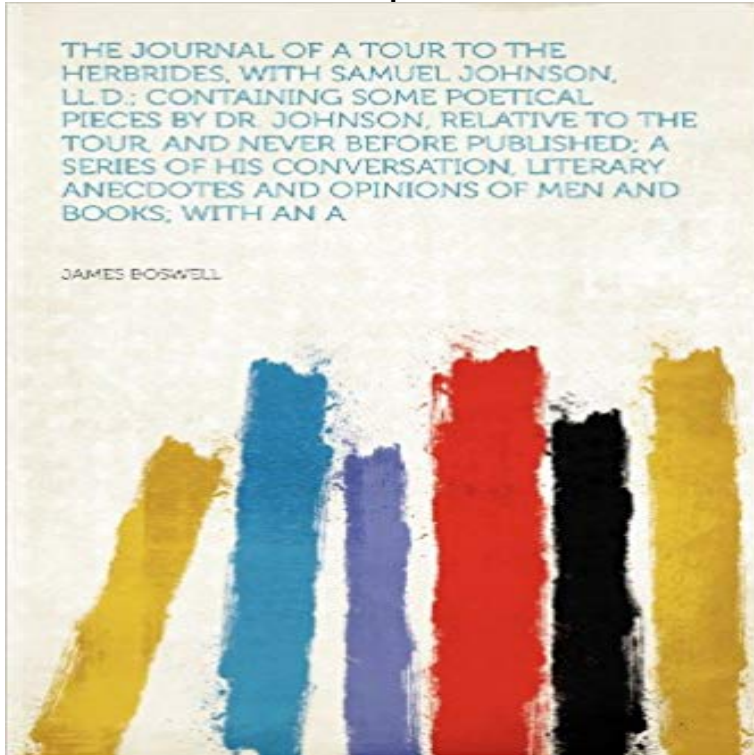 THE JOURNAL OF A TOUR TO THE
HERBRIDES, WITH SAMUEL JOHNSON,
LL.D.; CONTAINING SOME POETICAL
PIECES BY DR. JOHNSON, RELATIVE TO THE
TOUR, AND NEVER BEFORE PUBLISHED; A
SERIES OF HIS CONVERSATION, LITERARY
ANECDOTES AND OPINIONS OF MEN AND
BOOKS; WITH AN A
JAMES BOSWELL